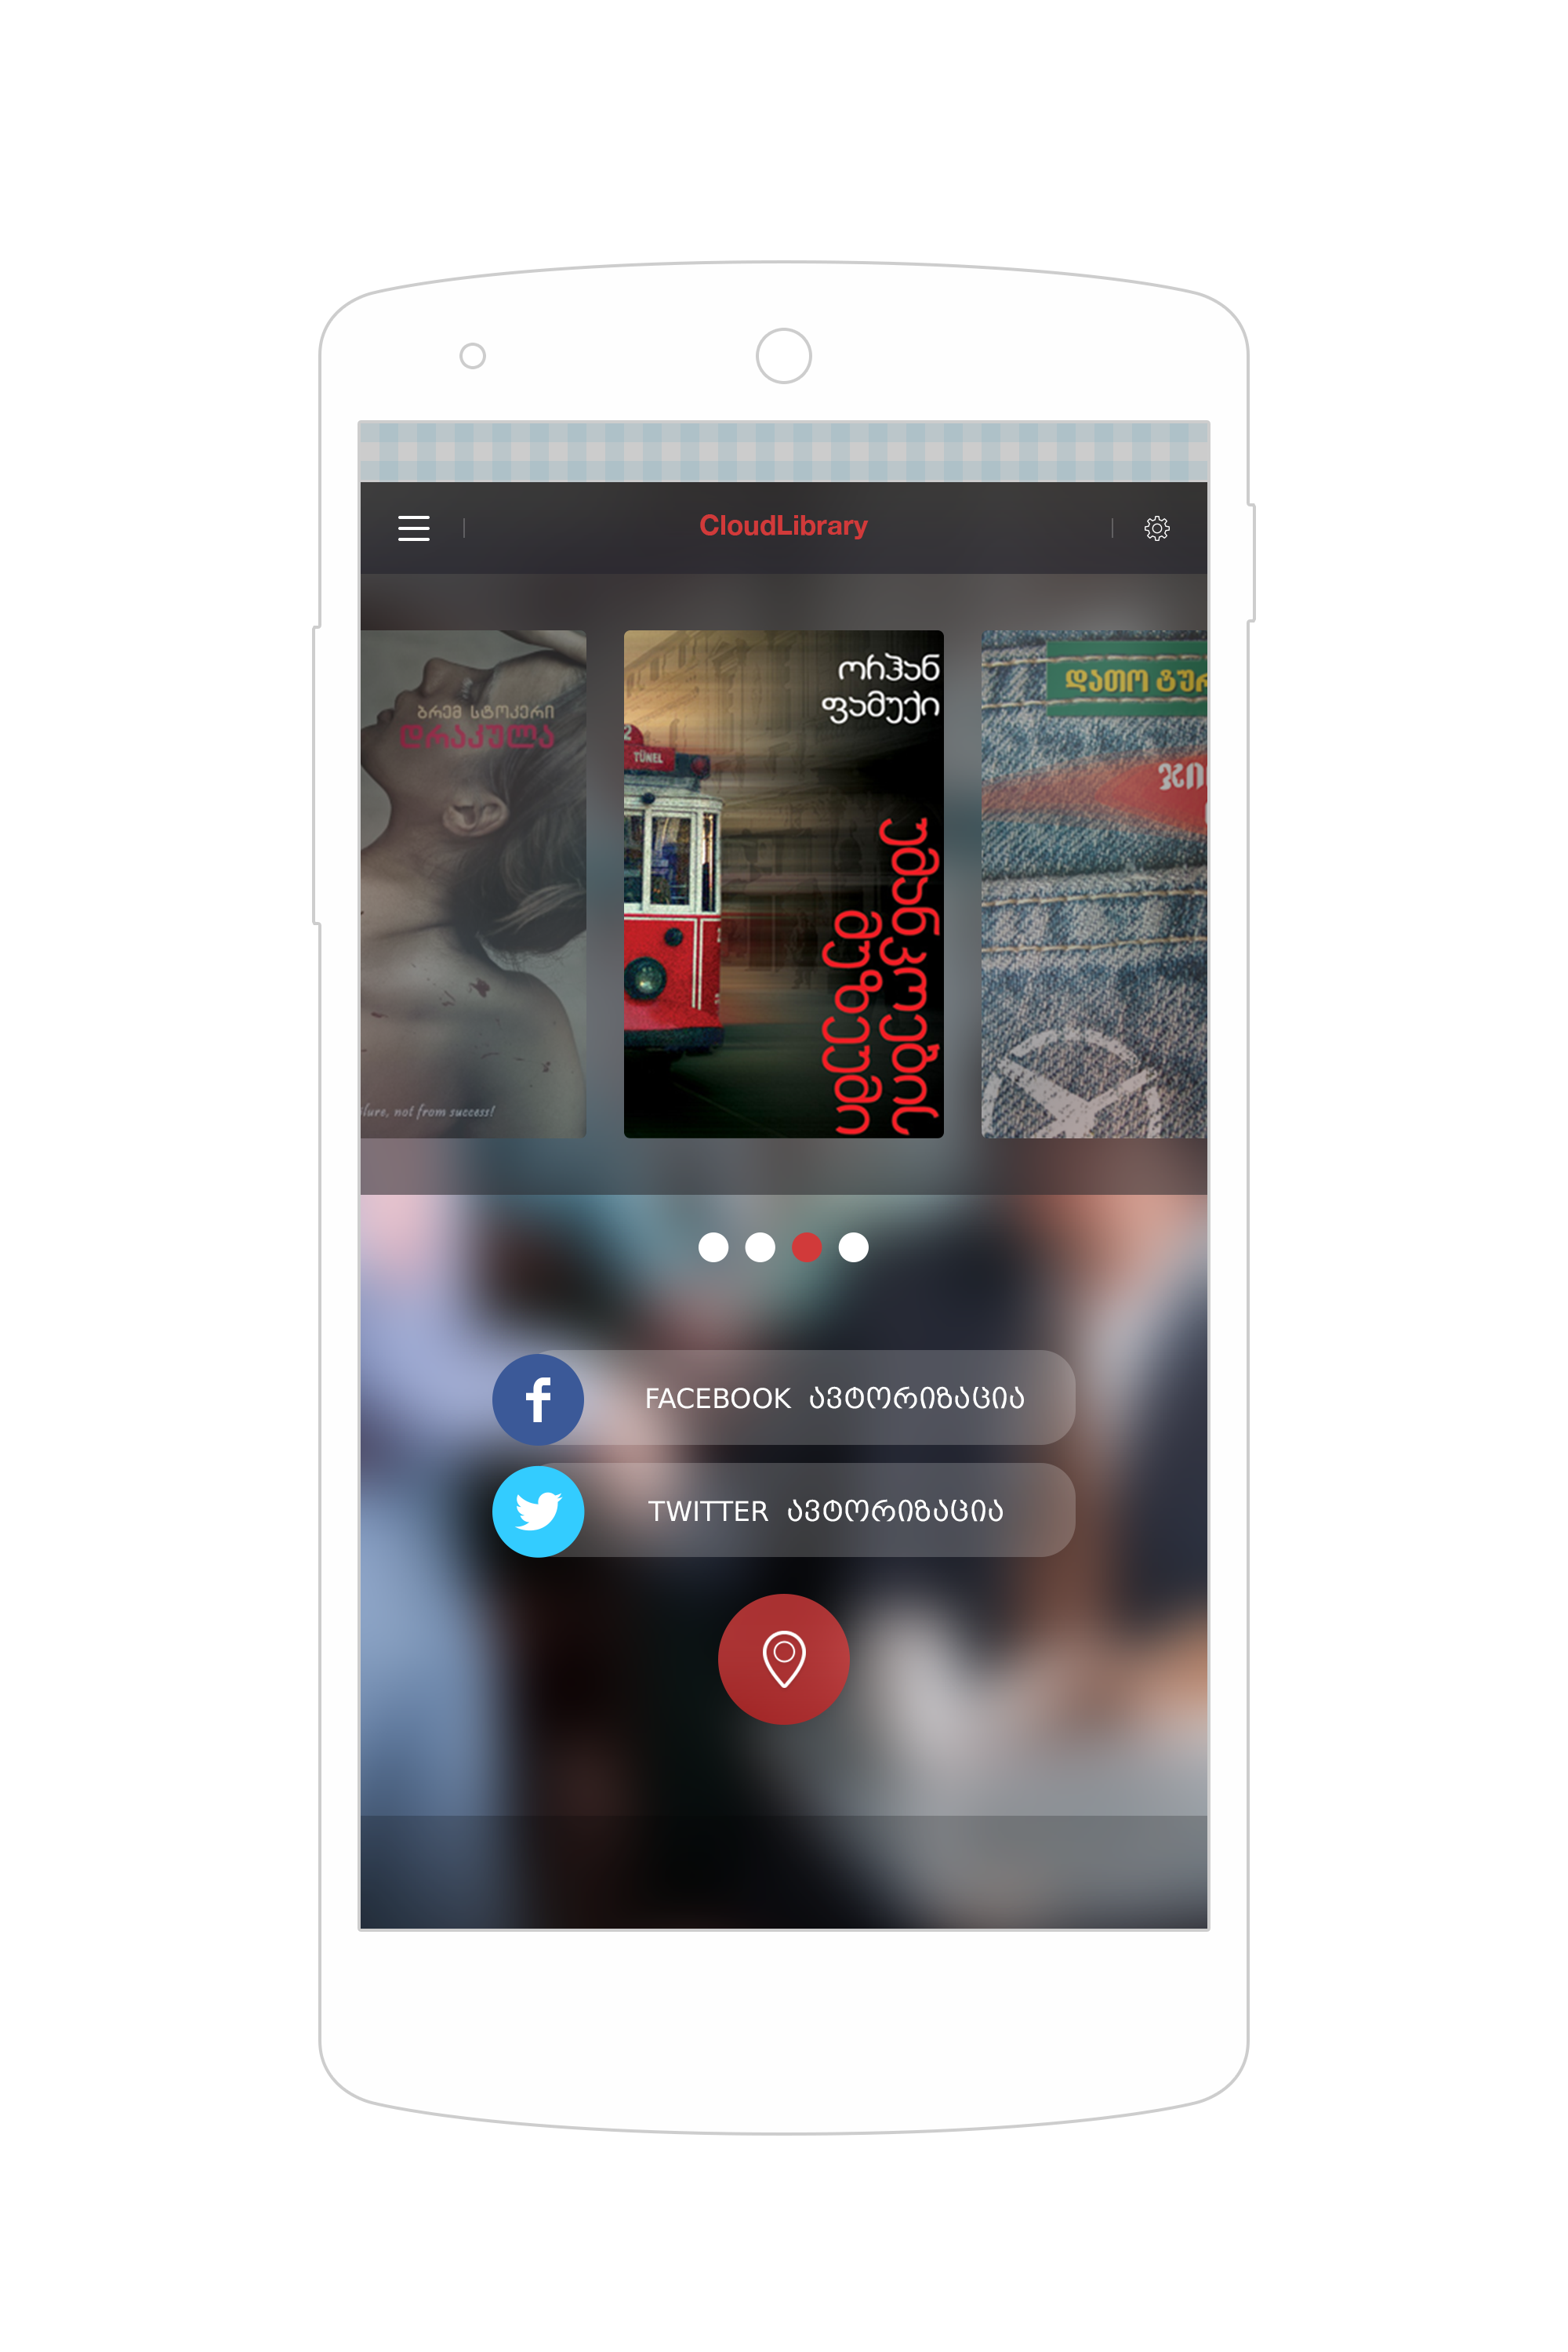 CloudLibrary
ბრემ სტოკერი
დრაკულა
lure, not from success!
ორჰან
ფამუქი
უმანკოების
მუზეუმი
2
TÜNEL
დათო ტურ
ჯი
FACEBOOK ავტორიზაცია
TWITTER ავტორიზაცია